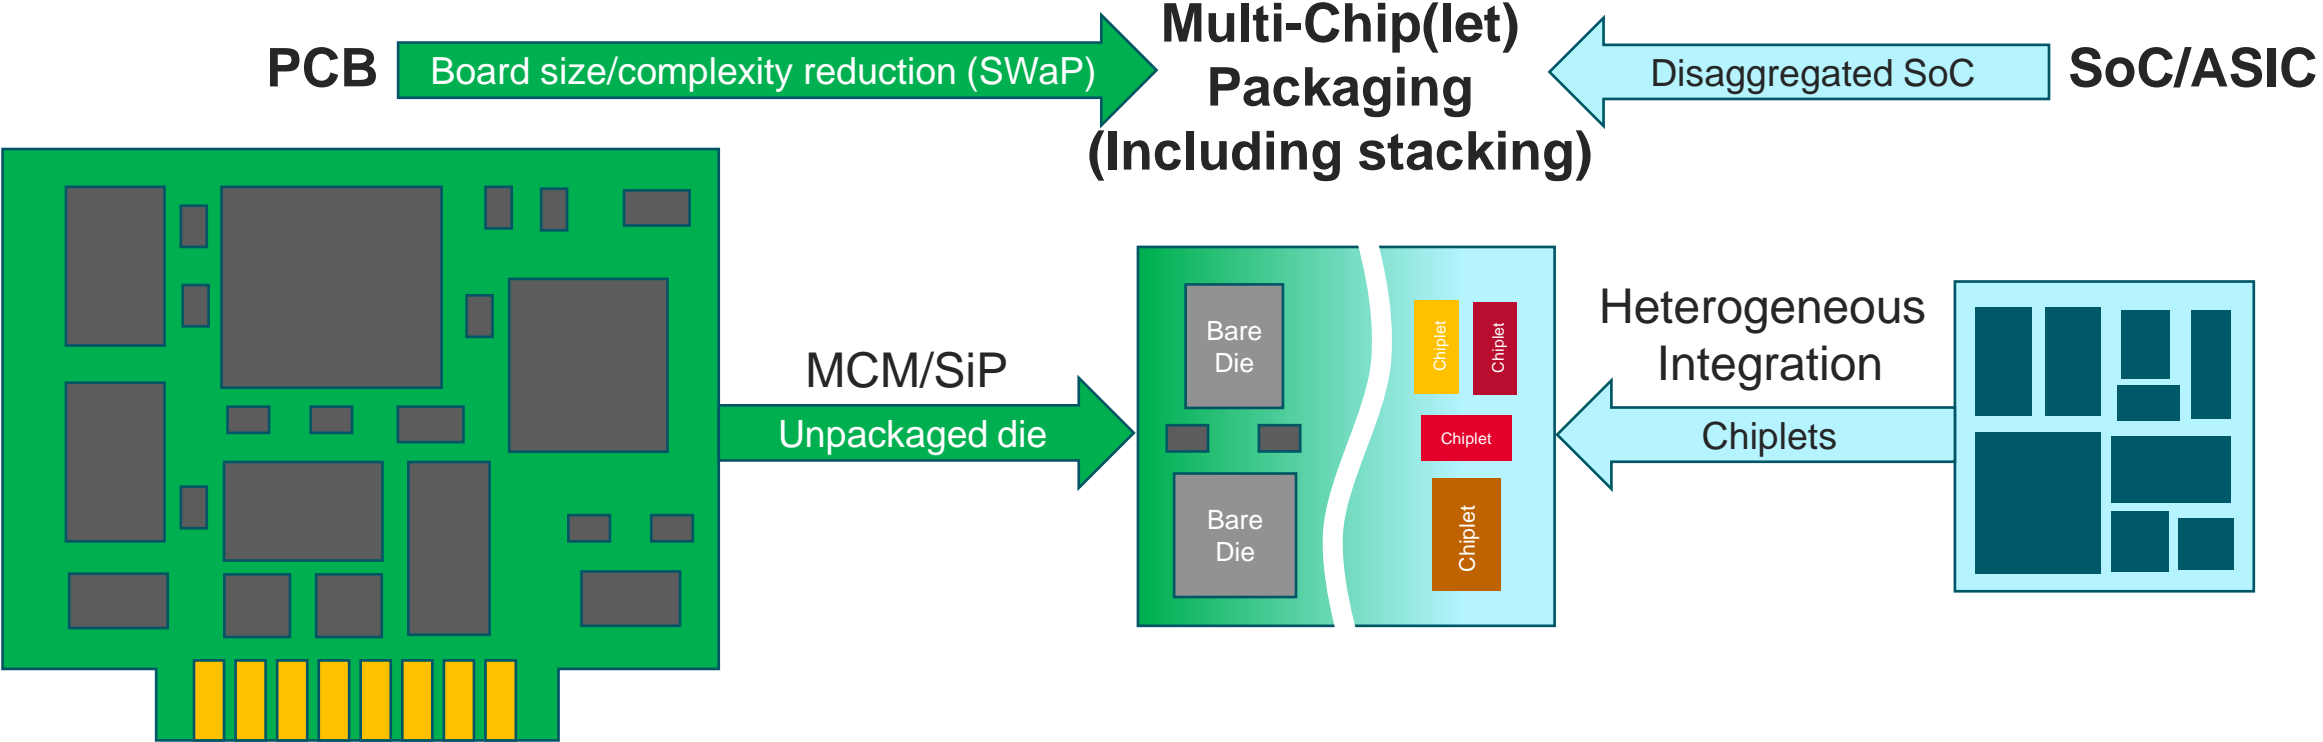 PCB
Board size/complexity reduction (SWaP)
Multi-Chip(let)
Packaging
(Including stacking)
Disaggregated SoC
SoC/ASIC
MCM/SiP
Unpackaged die
Bare
Die
Bare
Die
Chiplet
Chiplet
Chiplet
Chiplet
Heterogeneous
Integration
Chiplets